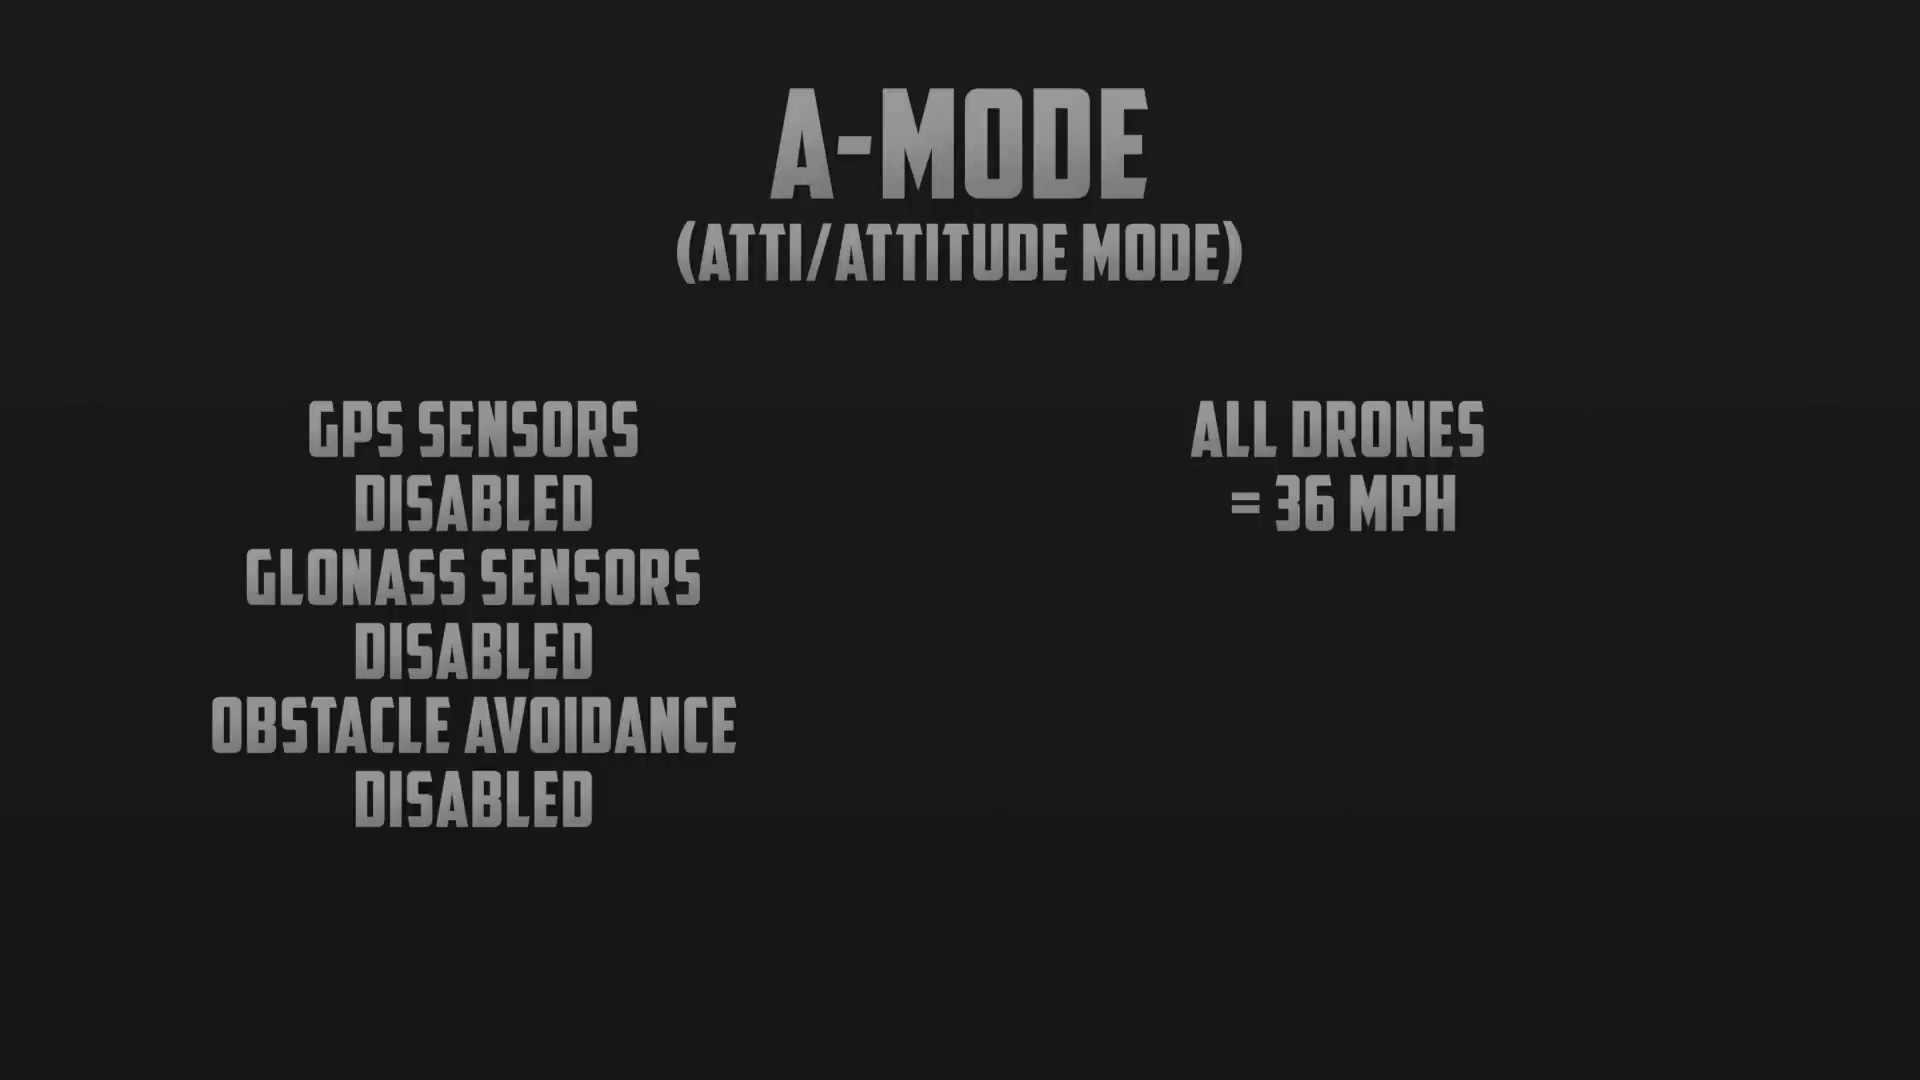 A-MODE
(ATTI/ATTITUDE MODE)
GPS SENSORS
DISABLED
GLONASS SENSORS
DISABLED
OBSTACLE AVOIDANCE
DISABLED
ALL DRONES
= 36 MPH